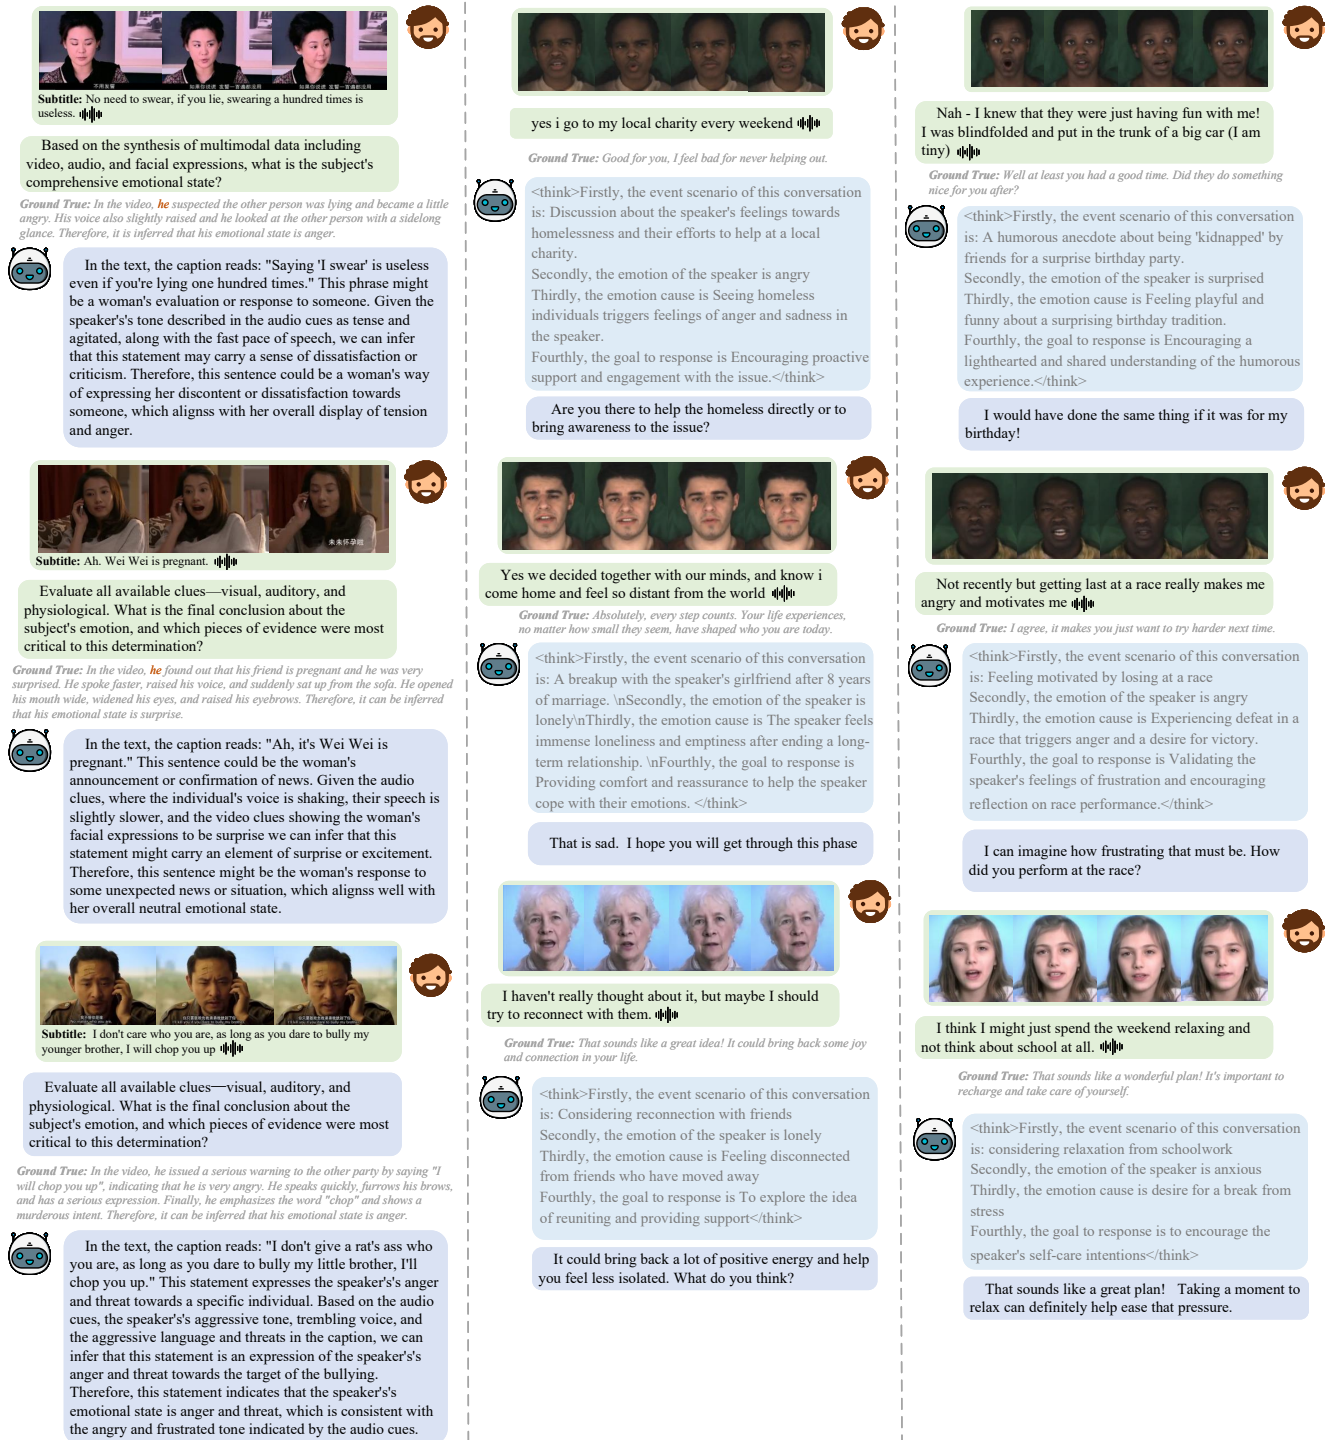 不用发誓
如果你说谎 发誓一百遍都没用
如果你说谎 发誓一百遍都没用
Subtitle: No need to swear, if you lie, swearing a hundred times is
useless.
Based on the synthesis of multimodal data including
video, audio, and facial expressions, what is the subject's
comprehensive emotional state?
Ground True: In the video, he suspected the other person was lying and became a little
angry. His voice also slightly raised and he looked at the other person with a sidelong
glance. Therefore, it is inferred that his emotional state is anger.
In the text, the caption reads: "Saying 'I swear' is useless
even if you're lying one hundred times." This phrase might
be a woman's evaluation or response to someone. Given the
speaker's's tone described in the audio cues as tense and
agitated, along with the fast pace of speech, we can infer
that this statement may carry a sense of dissatisfaction or
criticism. Therefore, this sentence could be a woman's way
of expressing her discontent or dissatisfaction towards
someone, which alignss with her overall display of tension
and anger.
未未怀孕啦
Subtitle: Ah. Wei Wei is pregnant.
Evaluate all available clues—visual, auditory, and
physiological. What is the final conclusion about the
subject's emotion, and which pieces of evidence were most
critical to this determination?
Ground True: In the video, he found out that his friend is pregnant and he was very
surprised. He spoke faster, raised his voice, and suddenly sat up from the sofa. He opened
his mouth wide, widened his eyes, and raised his eyebrows. Therefore, it can be inferred
that his emotional state is surprise.
In the text, the caption reads: "Ah, it's Wei Wei is
pregnant." This sentence could be the woman's
announcement or confirmation of news. Given the audio
clues, where the individual's voice is shaking, their speech is
slightly slower, and the video clues showing the woman's
facial expressions to be surprise we can infer that this
statement might carry an element of surprise or excitement.
Therefore, this sentence might be the woman's response to
some unexpected news or situation, which alignss well with
her overall neutral emotional state.
Subtitle: I don't care who you are, as long as you dare to bully my
younger brother, I will chop you up
Evaluate all available clues—visual, auditory, and
physiological. What is the final conclusion about the
subject's emotion, and which pieces of evidence were most
critical to this determination?
Ground True: In the video, he issued a serious warning to the other party by saying "I
will chop you up", indicating that he is very angry. He speaks quickly, furrows his brows,
and has a serious expression. Finally, he emphasizes the word "chop" and shows a
murderous intent. Therefore, it can be inferred that his emotional state is anger.
In the text, the caption reads: "I don't give a rat's ass who
you are, as long as you dare to bully my little brother, I'll
chop you up." This statement expresses the speaker's's anger
and threat towards a specific individual. Based on the audio
cues, the speaker's's aggressive tone, trembling voice, and
the aggressive language and threats in the caption, we can
infer that this statement is an expression of the speaker's's
anger and threat towards the target of the bullying.
Therefore, this statement indicates that the speaker's's
emotional state is anger and threat, which is consistent with
the angry and frustrated tone indicated by the audio cues.
yes i go to my local charity every weekend
Ground True: Good for you, I feel bad for never helping out.
<think>Firstly, the event scenario of this conversation
is: Discussion about the speaker's feelings towards
homelessness and their efforts to help at a local
charity.
Secondly, the emotion of the speaker is angry
Thirdly, the emotion cause is Seeing homeless
individuals triggers feelings of anger and sadness in
the speaker.
Fourthly, the goal to response is Encouraging proactive
support and engagement with the issue.</think>
Are you there to help the homeless directly or to
bring awareness to the issue?
Yes we decided together with our minds, and know i
come home and feel so distant from the world
Ground True: Absolutely, every step counts. Your life experiences,
no matter how small they seem, have shaped who you are today.
<think>Firstly, the event scenario of this conversation
is: A breakup with the speaker's girlfriend after 8 years
of marriage. \nSecondly, the emotion of the speaker is
lonely\nThirdly, the emotion cause is The speaker feels
immense loneliness and emptiness after ending a long-
term relationship. \nFourthly, the goal to response is
Providing comfort and reassurance to help the speaker
cope with their emotions. </think>
That is sad. I hope you will get through this phase
I haven't really thought about it, but maybe I should
try to reconnect with them.
Ground True: That sounds like a great idea! It could bring back some joy
and connection in your life.
<think>Firstly, the event scenario of this conversation
is: Considering reconnection with friends
Secondly, the emotion of the speaker is lonely
Thirdly, the emotion cause is Feeling disconnected
from friends who have moved away
Fourthly, the goal to response is To explore the idea
of reuniting and providing support</think>
It could bring back a lot of positive energy and help
you feel less isolated. What do you think?
Nah - I knew that they were just having fun with me!
I was blindfolded and put in the trunk of a big car (I am
tiny)
Ground True: Well at least you had a good time. Did they do something
nice for you after?
<think>Firstly, the event scenario of this conversation
is: A humorous anecdote about being 'kidnapped' by
friends for a surprise birthday party.
Secondly, the emotion of the speaker is surprised
Thirdly, the emotion cause is Feeling playful and
funny about a surprising birthday tradition.
Fourthly, the goal to response is Encouraging a
lighthearted and shared understanding of the humorous
experience.</think>
I would have done the same thing if it was for my
birthday!
Not recently but getting last at a race really makes me
angry and motivates me
Ground True: I agree, it makes you just want to try harder next time.
<think>Firstly, the event scenario of this conversation
is: Feeling motivated by losing at a race
Secondly, the emotion of the speaker is angry
Thirdly, the emotion cause is Experiencing defeat in a
race that triggers anger and a desire for victory.
Fourthly, the goal to response is Validating the
speaker's feelings of frustration and encouraging
reflection on race performance.</think>
I can imagine how frustrating that must be. How
did you perform at the race?
I think I might just spend the weekend relaxing and
not think about school at all.
Ground True: That sounds like a wonderful plan! It's important to
recharge and take care of yourself.
<think>Firstly, the event scenario of this conversation
is: considering relaxation from schoolwork
Secondly, the emotion of the speaker is anxious
Thirdly, the emotion cause is desire for a break from
stress
Fourthly, the goal to response is to encourage the
speaker's self-care intentions</think>
That sounds like a great plan! Taking a moment to
relax can definitely help ease that pressure.